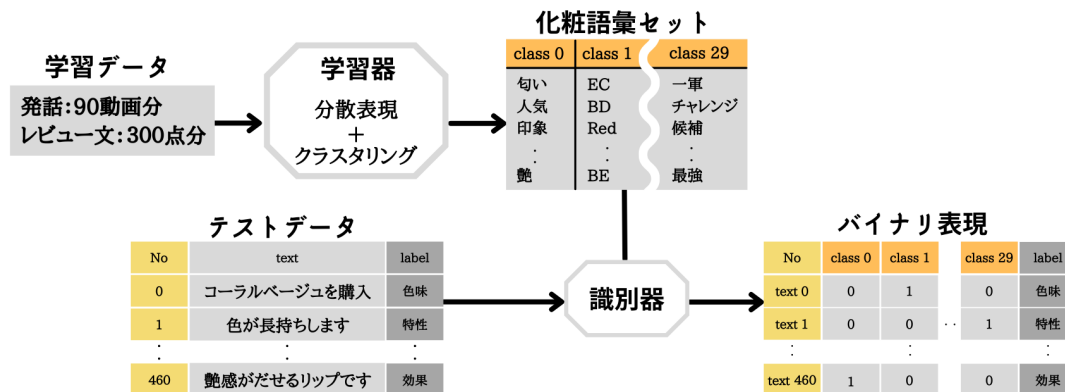 化粧語彙セット
学習データ
発話：90動画分
レビュー文：300点分
学習器
分散表現
＋
クラスタリング
class 0 class 1 class 29
匂い EC 一軍
人気 BD チャレンジ
印象 Red 候補
: : :
艶 BE 最強
テストデータ
No text label
0 コーラルベージュを購入 色味
1 色が長持ちします 特性
: : :
460 艶感がだせるリップです 効果
識別器
バイナリ表現
No class 0 class 1 class 29 label
text 0 0 1 0 色味
text 1 0 0 ‥ 1 特性
: : :
text 460 1 0 0 効果